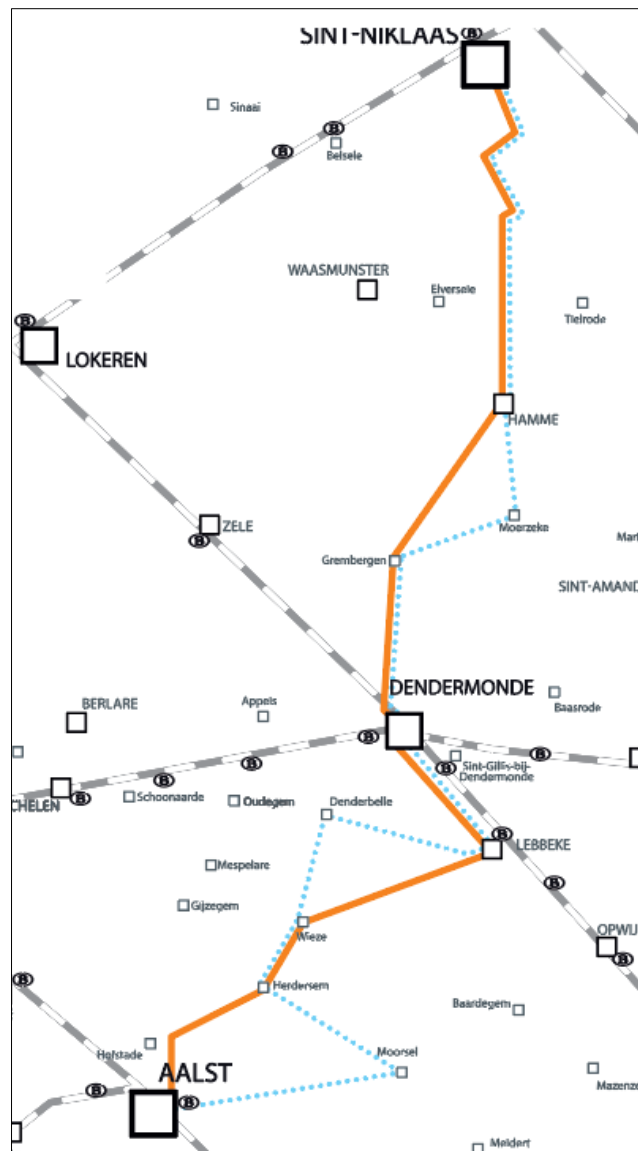 SINT-NIKLAAS
B
Sinaai
B
B
Belsele
WAASMUNSTER
Elversele
Tielrode
B
LOKEREN
HAMME
ZELE
B
Moerzeke
Mar
Grembergen
SINT-AMAND
DENDERMONDE
BERLARE
Appels
Baasrode
B
B
B
B
Sint-Gillis-bij-
Dendermonde
B
CHELEN
B
Schoonaarde
Oudegem
Denderbelle
B
LEBBEKE
Mespelare
B
Gijzegem
Wieze
OPWIJ
B
B
Herdersem
Baardegem
Hofstade
Moorsel
AALST
Mazenze
B
B
Meldert